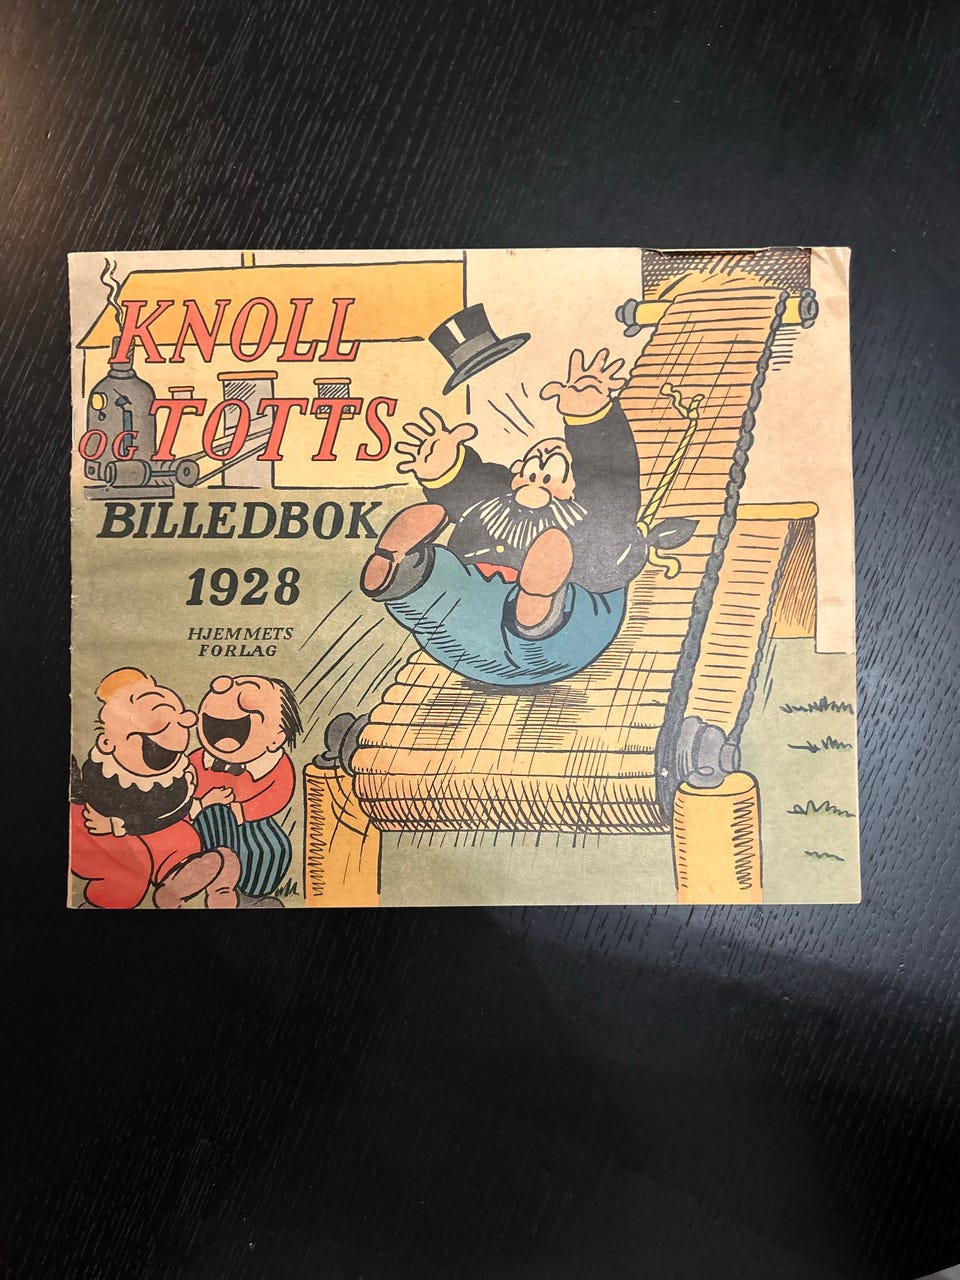 KNOLL
OG TOTTS
BILLEDBOK
1928
HJEMMETS
FORLAG